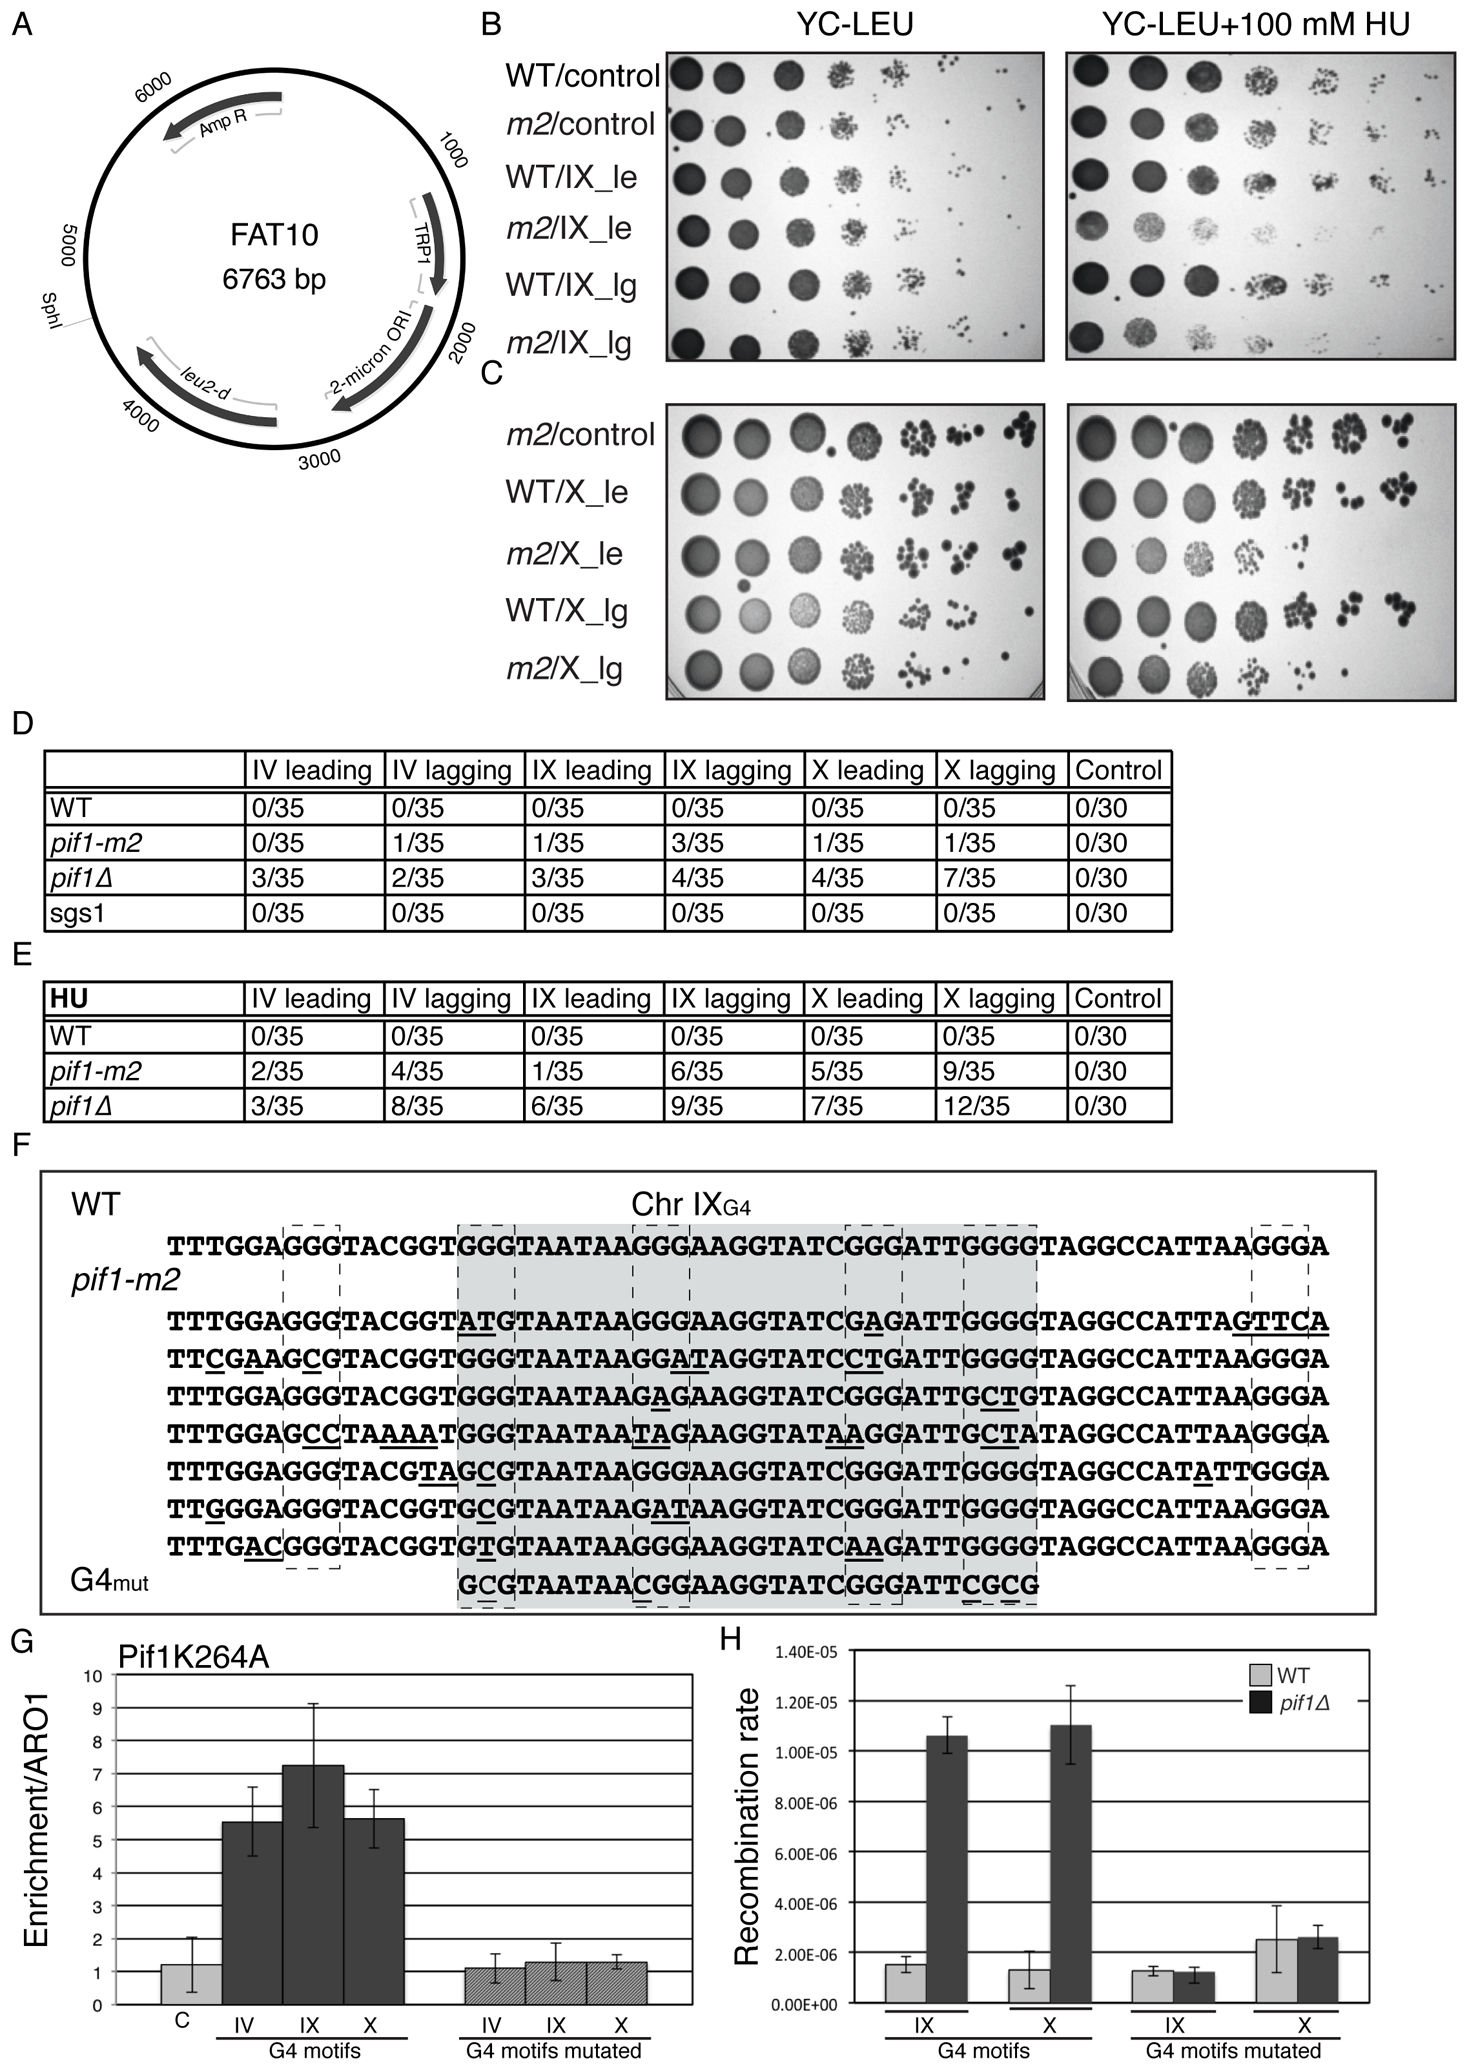 A
6000
Amp R
1000
TRP1
5000
FAT10
6763 bp
SphI
2-micron ORI
2000
leu2-d
4000
3000
B
YC-LEU
YC-LEU+100 mM HU
WT/control
m2/control
WT/IX_le
m2/IX_le
WT/IX_lg
m2/IX_lg
C
m2/control
WT/X_le
m2/X_le
WT/X_lg
m2/X_lg
D
IV leading IV lagging IX leading IX lagging X leading X lagging Control
WT 0/35 0/35 0/35 0/35 0/35 0/35 0/30
pif1-m2 0/35 1/35 1/35 3/35 1/35 1/35 0/30
pif1Δ 3/35 2/35 3/35 4/35 4/35 7/35 0/30
sgs1 0/35 0/35 0/35 0/35 0/35 0/35 0/30
E
HU IV leading IV lagging IX leading IX lagging X leading X lagging Control
WT 0/35 0/35 0/35 0/35 0/35 0/35 0/30
pif1-m2 2/35 4/35 1/35 6/35 5/35 9/35 0/30
pif1Δ 3/35 8/35 6/35 9/35 7/35 12/35 0/30
F
WT Chr IXG4
TTTGGAGGGTACGGTGGGTAATAAGGGAAGGTATCGGGATTGGGGTAGGCCATTAAGGGA
pif1-m2
TTTGGAGGGTACGGTATGTAATAAGGGAAGGTATCGAGATTGGGGTAGGCCATTAGTTCA
TTCGAAGCGTACGGTGGGTAATAAGGATAGGTATCCTGATTGGGGTAGGCCATTAAGGGA
TTTGGAGGGTACGGTGGGTAATAAGAGAAGGTATCGGGATTGCTGTAGGCCATTAAGGGA
TTTGGAGCCTAAAATGGGTAATAATAGAAGGTATAAGGATTGCTATAGGCCATTAAGGGA
TTTGGAGGGTACGTAGCGTAATAAGGGAAGGTATCGGGATTGGGGTAGGCCATATTGGGA
TTGGGAGGGTACGGTGCGTAATAAGATAAGGTATCGGGATTGGGGTAGGCCATTAAGGGA
TTTGACGGGTACGGTGTGTAATAAGGGAAGGTATCAAGATTGGGGTAGGCCATTAAGGGA
G4mut GCGTAATAACGGAAGGTATCGGGATTCGCG
G
Pif1K264A
Enrichment/ARO1
10
9
8
7
6
5
4
3
2
1
0
C IV IX X IV IX X
G4 motifs G4 motifs mutated
H
Recombination rate
1.40E-05
1.20E-05
1.00E-05
8.00E-06
6.00E-06
4.00E-06
2.00E-06
0.00E+00
WT
pif1Δ
IX X IX X
G4 motifs G4 motifs mutated